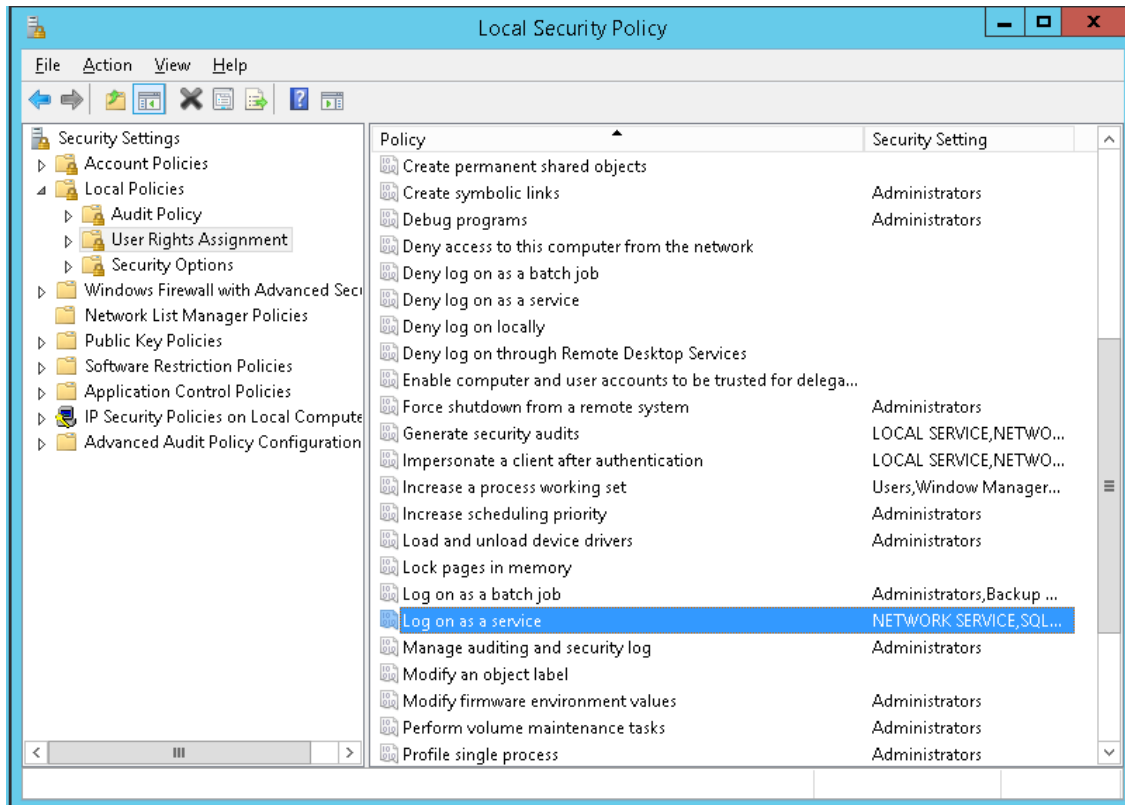 Local Security Policy
File Action View Help
Security Settings
Account Policies
Local Policies
Audit Policy
User Rights Assignment
Security Options
Windows Firewall with Advanced Sec
Network List Manager Policies
Public Key Policies
Software Restriction Policies
Application Control Policies
IP Security Policies on Local Compute
Advanced Audit Policy Configuration
Policy Security Setting
Create permanent shared objects
Create symbolic links Administrators
Debug programs Administrators
Deny access to this computer from the network
Deny log on as a batch job
Deny log on as a service
Deny log on locally
Deny log on through Remote Desktop Services
Enable computer and user accounts to be trusted for delega...
Force shutdown from a remote system Administrators
Generate security audits LOCAL SERVICE,NETWO...
Impersonate a client after authentication LOCAL SERVICE,NETWO...
Increase a process working set Users,Window Manager...
Increase scheduling priority Administrators
Load and unload device drivers Administrators
Lock pages in memory
Log on as a batch job Administrators,Backup ...
Log on as a service NETWORK SERVICE,SQL...
Manage auditing and security log Administrators
Modify an object label
Modify firmware environment values Administrators
Perform volume maintenance tasks Administrators
Profile single process Administrators